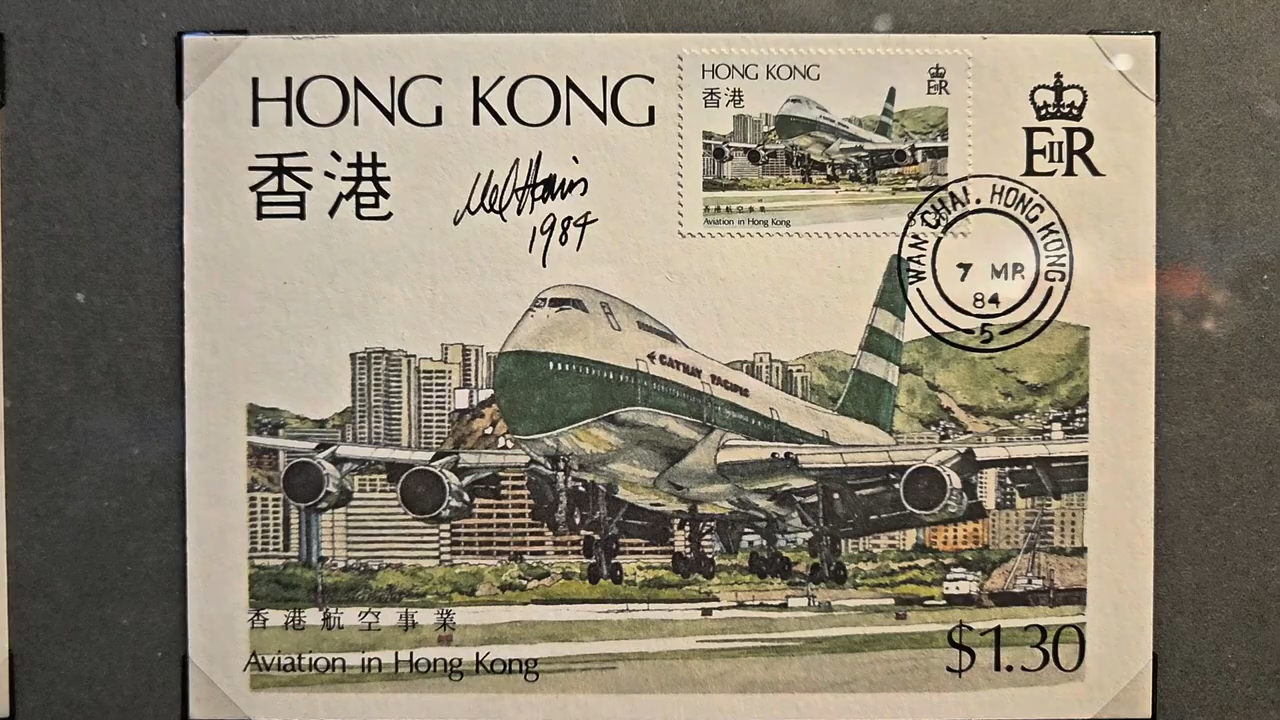 HONG KONG
香港
Mel Harris
1984
HONG KONG
香港
EIIR
香港航空事業
Aviation in Hong Kong
EIIR
WAN CHAI. HONG KONG
7 MR
84
5
CATHAY PACIFIC
香港航空事業
Aviation in Hong Kong
$1.30